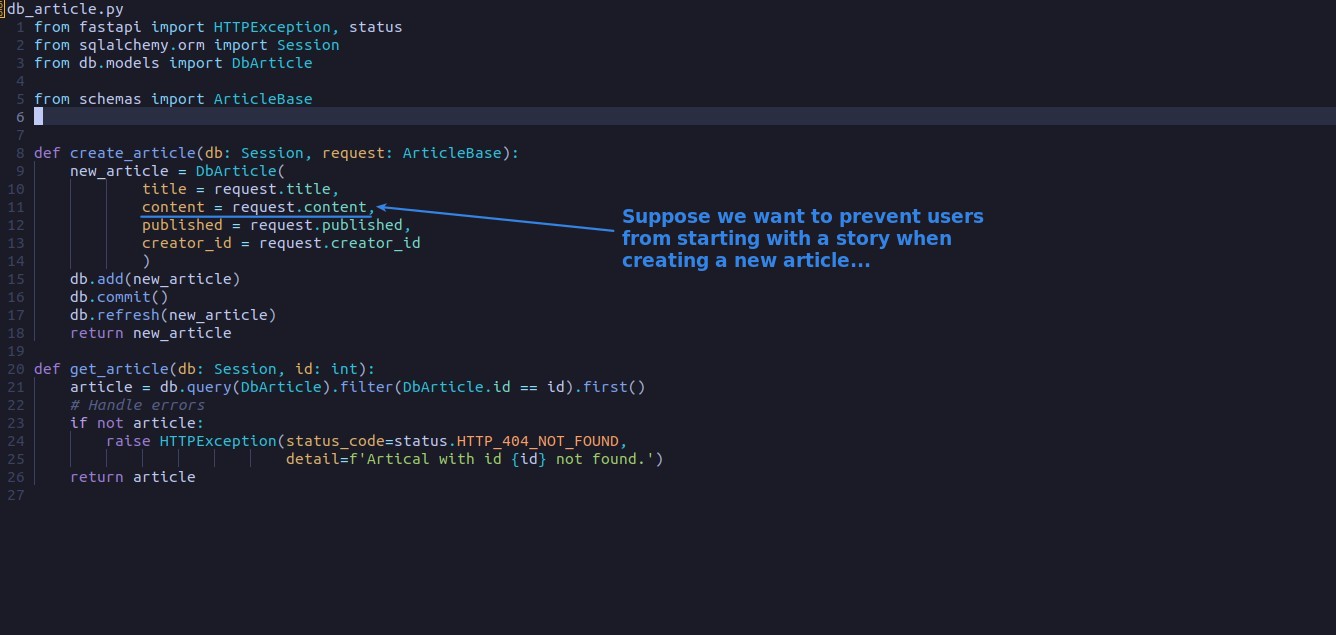 db_article.py
1 from fastapi import HTTPException, status
2 from sqlalchemy.orm import Session
3 from db.models import DbArticle
4
5 from schemas import ArticleBase
6
7
8 def create_article(db: Session, request: ArticleBase):
9     new_article = DbArticle(
10             title = request.title,
11             content = request.content,
12             published = request.published,
13             creator_id = request.creator_id
14             )
15     db.add(new_article)
16     db.commit()
17     db.refresh(new_article)
18     return new_article
19
20 def get_article(db: Session, id: int):
21     article = db.query(DbArticle).filter(DbArticle.id == id).first()
22     # Handle errors
23     if not article:
24         raise HTTPException(status_code=status.HTTP_404_NOT_FOUND,
25                             detail=f'Artical with id {id} not found.')
26     return article
27
Suppose we want to prevent users
from starting with a story when
creating a new article...